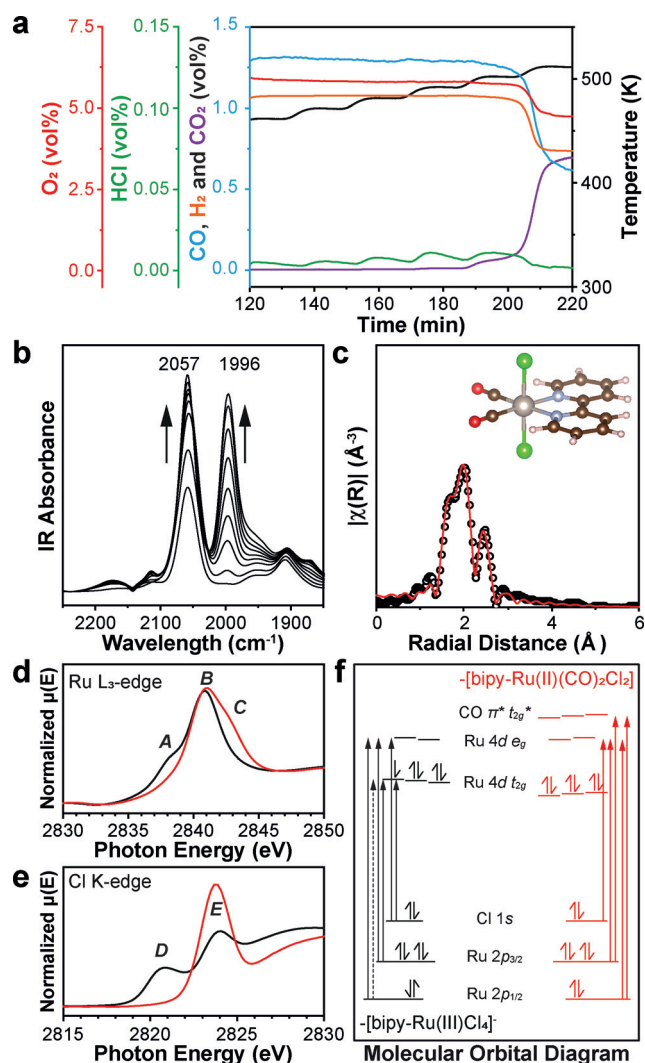 a
O₂ (vol%)
7.5
5.0
2.5
0.0
HCl (vol%)
0.15
0.10
0.05
0.00
CO, H₂ and CO₂ (vol%)
1.5
1.0
0.5
0.0
Temperature (K)
500
400
300
120 140 160 180 200 220
Time (min)
b
2057 1996
IR Absorbance
2200 2100 2000 1900
Wavelength (cm⁻¹)
c
|χ(R)| (Å⁻³)
0 2 4 6
Radial Distance (Å)
d
Ru L₃-edge
A
B
C
Normalized μ(E)
2830 2835 2840 2845 2850
Photon Energy (eV)
e
Cl K-edge
D
E
Normalized μ(E)
2815 2820 2825 2830
Photon Energy (eV)
f
-[bipy-Ru(II)(CO)₂Cl₂]
CO π* t₂g*
Ru 4d eg
Ru 4d t₂g
Cl 1s
Ru 2p₃/₂
Ru 2p₁/₂
-[bipy-Ru(III)Cl₄]⁻
Molecular Orbital Diagram